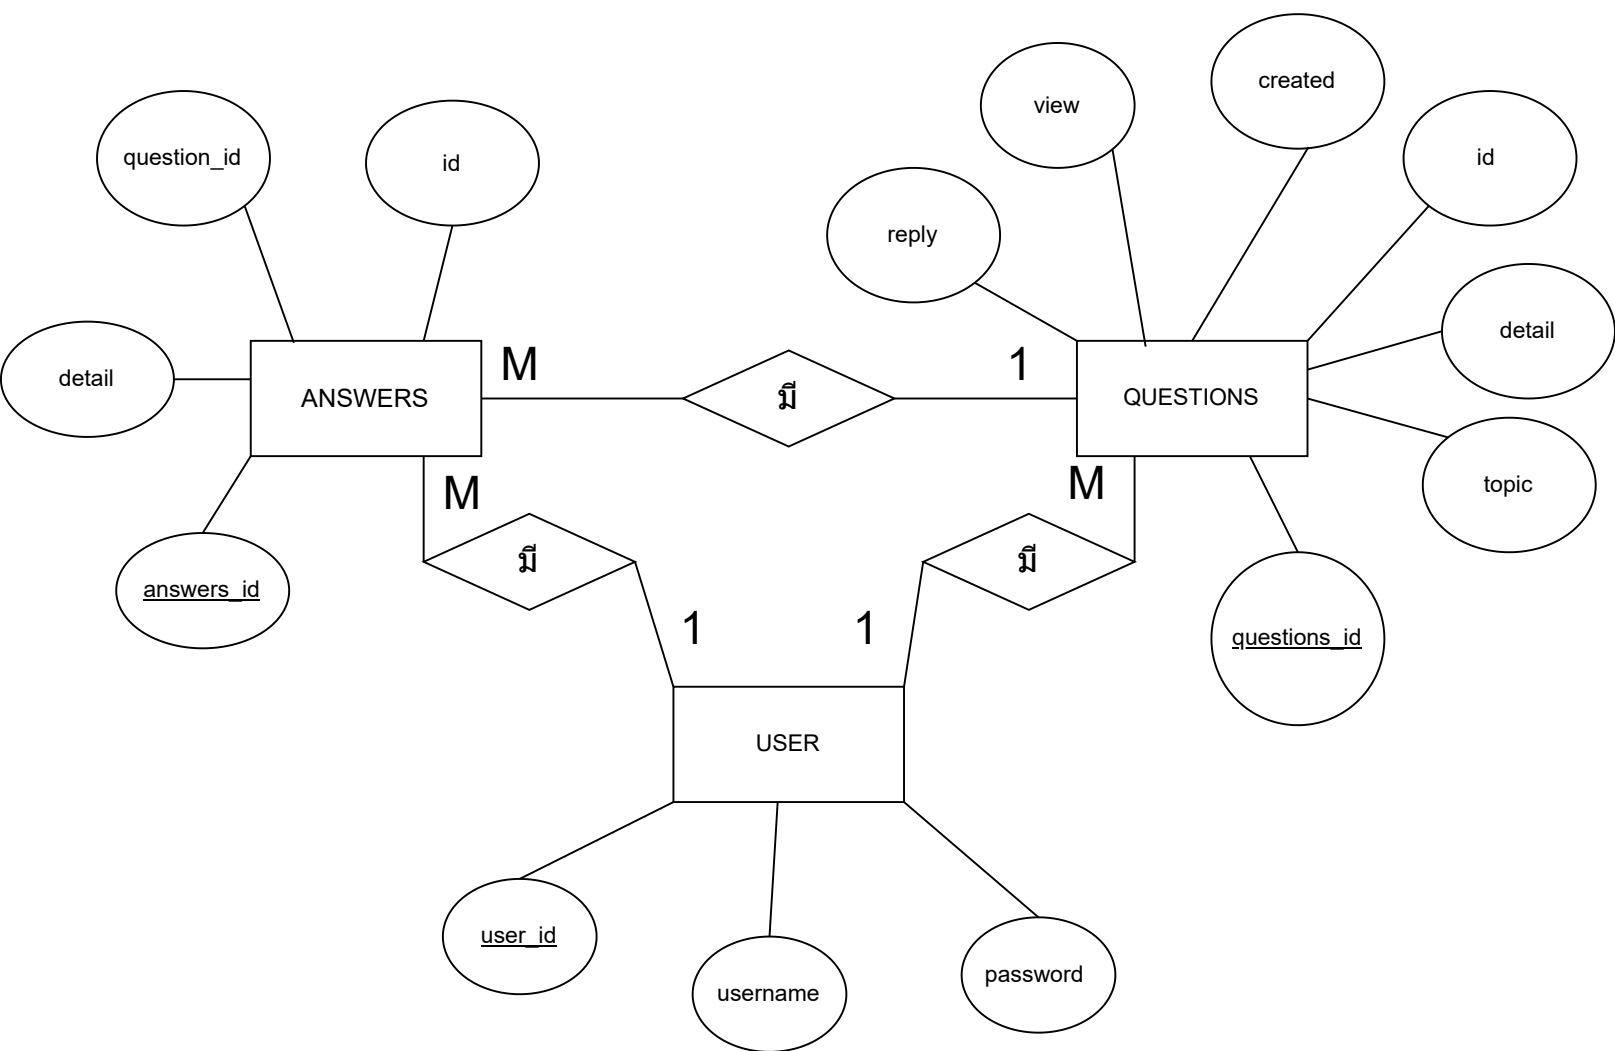 created
view
question_id
id
id
reply
detail
detail
M
1
มี
ANSWERS
QUESTIONS
topic
M
M
มี
มี
answers_id
1
1
questions_id
USER
user_id
username
password